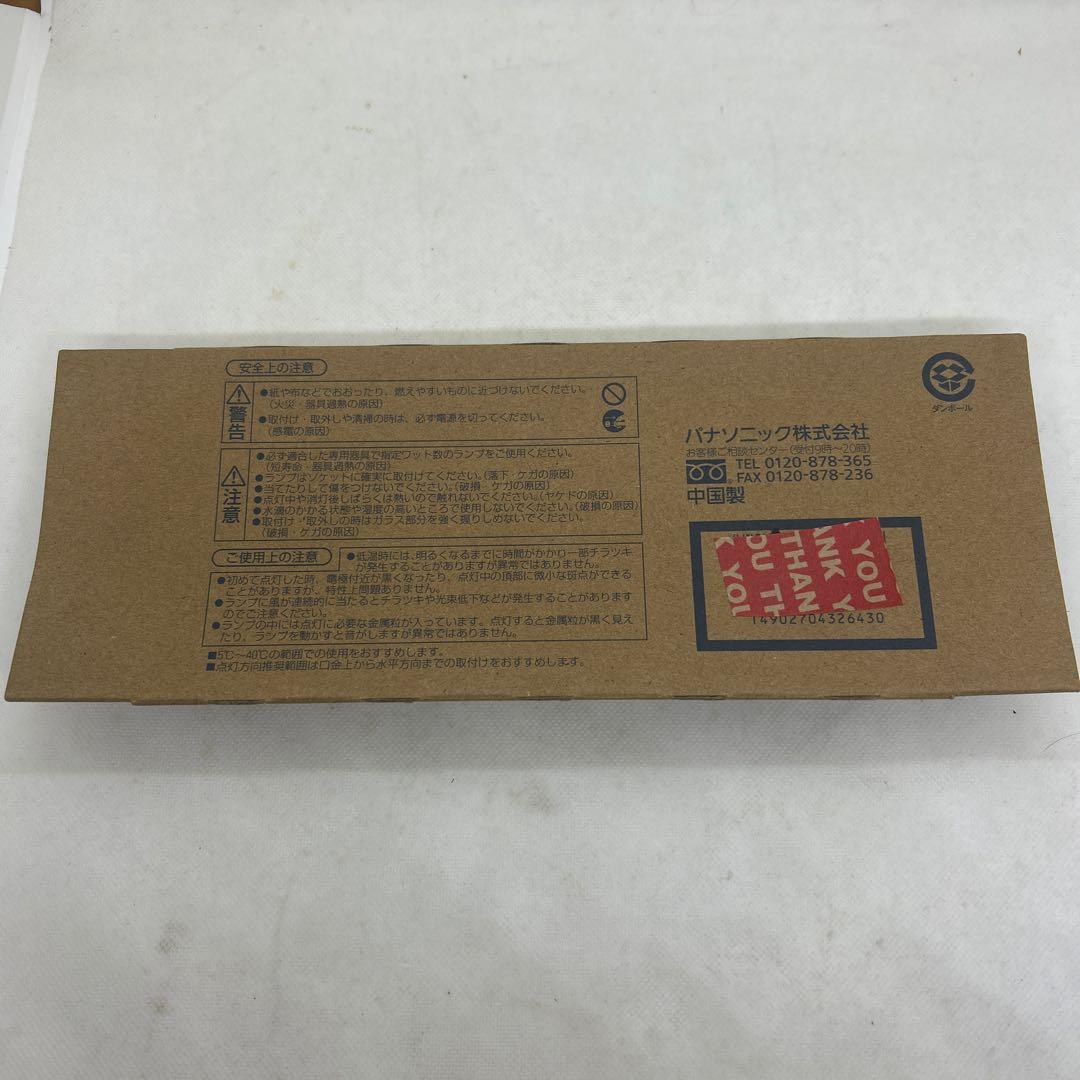 安全上の注意
警告
●紙や布などでおおったり、燃えやすいものに近づけないでください。
(火災・器具過熱の原因)
●取付け・取外しや清掃の時は、必ず電源を切ってください。
(感電の原因)
注意
●必ず適合した専用器具で指定ワット数のランプをご使用ください。
(短寿命・器具過熱の原因)
●ランプはソケットに確実に取付けてください。(落下・ケガの原因)
●当てたりして傷をつけないでください。(破損・ケガの原因)
●点灯中や消灯後しばらくは熱いので触れないでください。(ヤケドの原因)
●水滴のかかる状態や湿度の高いところで使用しないでください。(破損の原因)
●取付け・取外しの時はガラス部分を強く握りしめないでください。
(破損・ケガの原因)
ご使用上の注意
●低温時には、明るくなるまでに時間がかかり一部チラツキ
が発生することがありますが異常ではありません。
●初めて点灯した時、電極付近が黒くなったり、点灯中の頂部に微小な斑点ができる
ことがありますが、特性上問題ありません。
●ランプに風が連続的に当たるとチラツキや光束低下などが発生することがあります
のでご注意ください。
●ランプの中には点灯に必要な金属粒が入っています。点灯すると金属粒が黒く見え
たり、ランプを動かすと音がしますが異常ではありません。
■5℃~40℃の範囲での使用をおすすめします。
■点灯方向推奨範囲は口金上から水平方向までの取付けをおすすめします。
ダンボール
パナソニック株式会社
お客様ご相談センター(受付9時~20時)
TEL 0120-878-365
FAX 0120-878-236
中国製
YOU
ANK Y
THAN
OU TH
K YOU
14902704326430